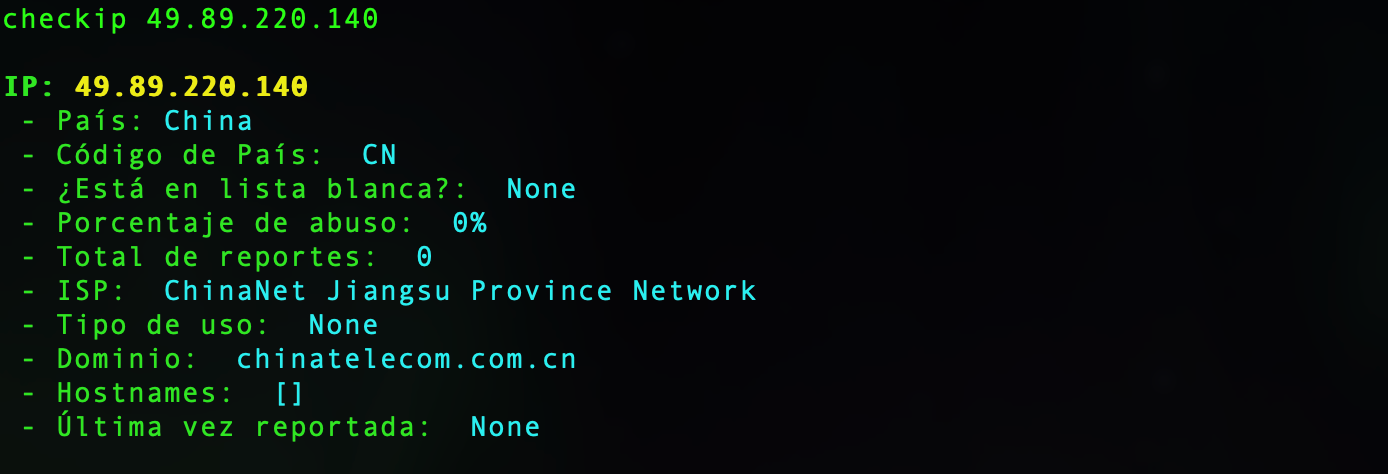 checkip 49.89.220.140
IP: 49.89.220.140
- País: China
- Código de País: CN
- ¿Está en lista blanca?: None
- Porcentaje de abuso: 0%
- Total de reportes: 0
- ISP: ChinaNet Jiangsu Province Network
- Tipo de uso: None
- Dominio: chinatelecom.com.cn
- Hostnames: []
- Última vez reportada: None